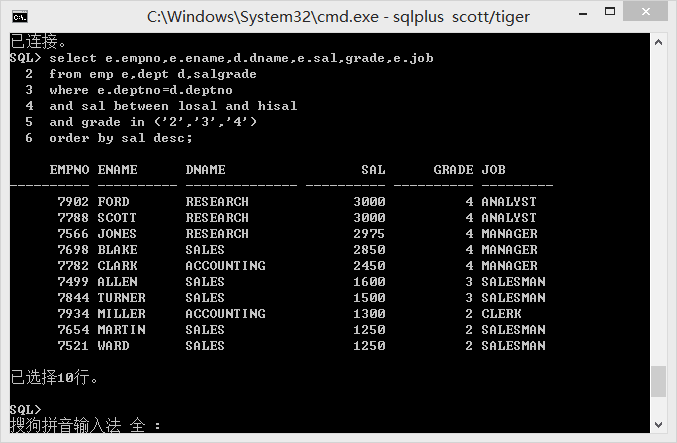 C:\Windows\System32\cmd.exe - sqlplus  scott/tiger
已连接。
SQL> select e.empno,e.ename,d.dname,e.sal,grade,e.job
  2  from emp e,dept d,salgrade
  3  where e.deptno=d.deptno
  4  and sal between losal and hisal
  5  and grade in ('2','3','4')
  6  order by sal desc;
     EMPNO ENAME      DNAME                 SAL      GRADE JOB
---------- ---------- -------------- ---------- ---------- ---------
      7902 FORD       RESEARCH             3000          4 ANALYST
      7788 SCOTT      RESEARCH             3000          4 ANALYST
      7566 JONES      RESEARCH             2975          4 MANAGER
      7698 BLAKE      SALES                2850          4 MANAGER
      7782 CLARK      ACCOUNTING           2450          4 MANAGER
      7499 ALLEN      SALES                1600          3 SALESMAN
      7844 TURNER     SALES                1500          3 SALESMAN
      7934 MILLER     ACCOUNTING           1300          2 CLERK
      7654 MARTIN     SALES                1250          2 SALESMAN
      7521 WARD       SALES                1250          2 SALESMAN
已选择10行。
SQL>
搜狗拼音输入法 全 :